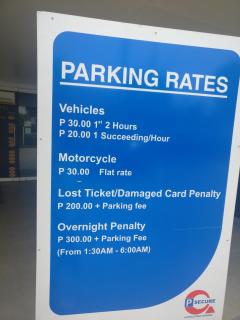 PARKING RATES
Vehicles
P 30.00 1" 2 Hours
P 20.00 1 Succeeding/Hour
Motorcycle
P 30.00 Flat rate
Lost Ticket/Damaged Card Penalty
P 200.00 + Parking fee
Overnight Penalty
P 300.00 + Parking Fee
(From 1:30AM - 6:00AM)
P SECURE